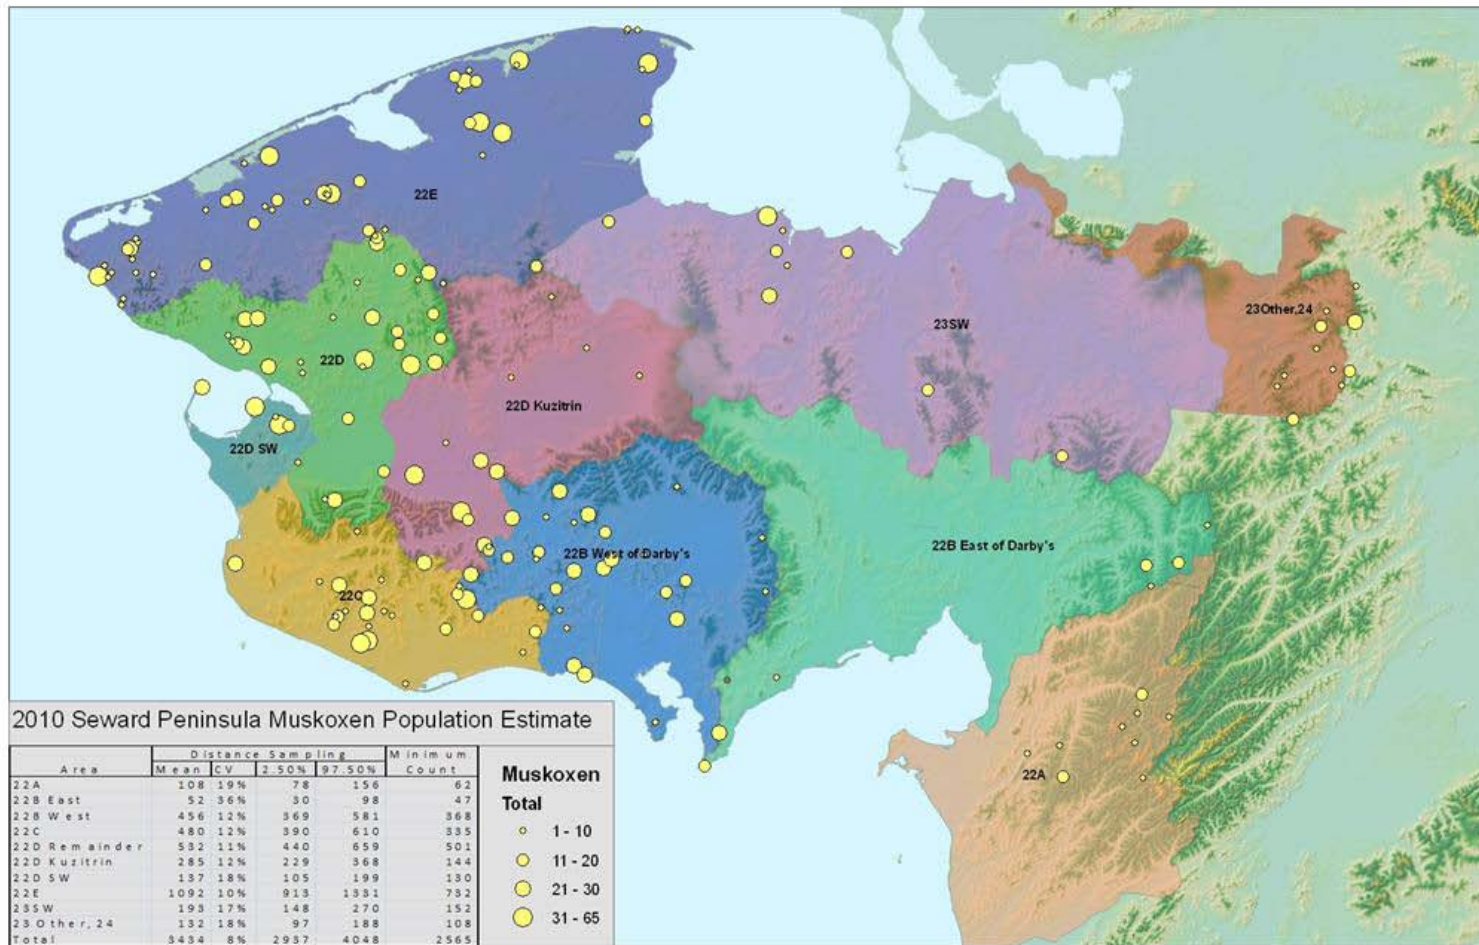 22E
23SW
23Other,24
22D
22D Kuzitrin
22D SW
22B West of Darby's
22B East of Darby's
22C
22A
2010 Seward Peninsula Muskoxen Population Estimate
Distance Sampling Minimum
Area Mean CV 2.50% 97.50% Count
22A 108 19% 78 156 62
22B East 52 36% 30 98 47
22B West 456 12% 369 581 368
22C 480 12% 390 610 335
22D Remainder 532 11% 440 659 501
22D Kuzitrin 285 12% 229 368 144
22D SW 137 18% 105 199 130
22E 1092 10% 913 1331 732
23SW 193 17% 148 270 152
23 Other,24 132 18% 97 188 108
Total 3434 8% 2937 4048 2565
Muskoxen
Total
1 - 10
11 - 20
21 - 30
31 - 65